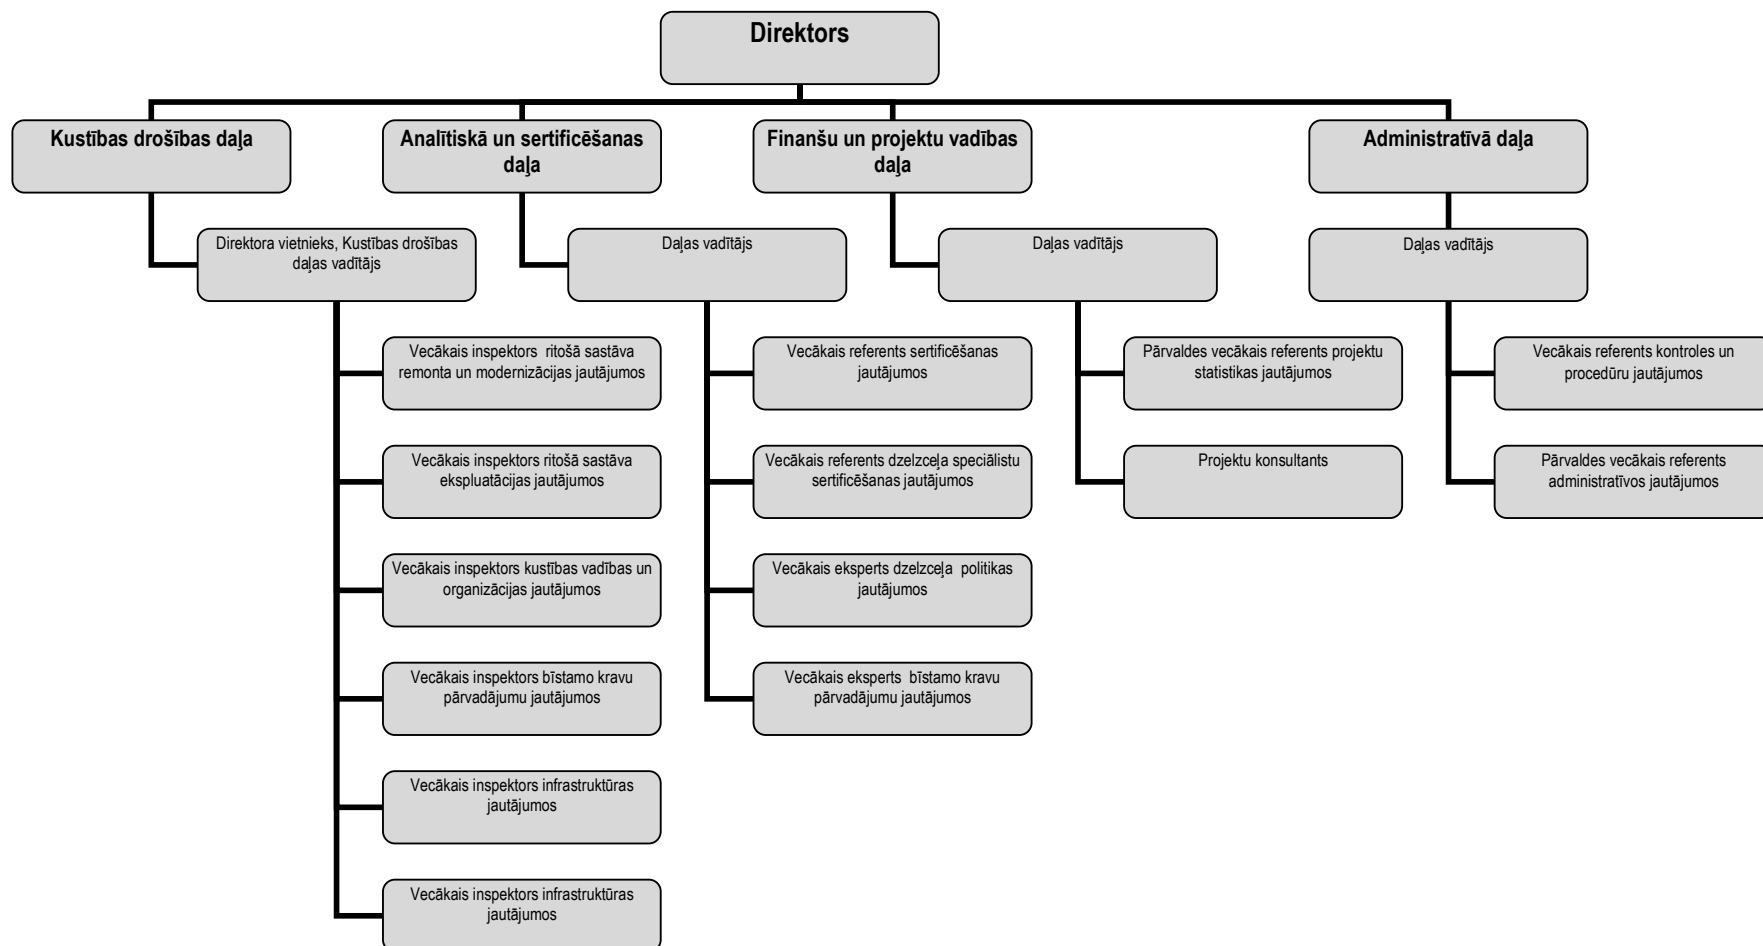 Direktors
Kustības drošības daļa
Analītiskā un sertificēšanas
daļa
Finanšu un projektu vadības
daļa
Administratīvā daļa
Direktora vietnieks, Kustības drošības
daļas vadītājs
Daļas vadītājs
Daļas vadītājs
Daļas vadītājs
Vecākais inspektors ritošā sastāva
remonta un modernizācijas jautājumos
Vecākais inspektors ritošā sastāva
ekspluatācijas jautājumos
Vecākais inspektors kustības vadības un
organizācijas jautājumos
Vecākais inspektors bīstamo kravu
pārvadājumu jautājumos
Vecākais inspektors infrastruktūras
jautājumos
Vecākais inspektors infrastruktūras
jautājumos
Vecākais referents sertificēšanas
jautājumos
Vecākais referents dzelzceļa speciālistu
sertificēšanas jautājumos
Vecākais eksperts dzelzceļa politikas
jautājumos
Vecākais eksperts bīstamo kravu
pārvadājumu jautājumos
Pārvaldes vecākais referents projektu
statistikas jautājumos
Projektu konsultants
Vecākais referents kontroles un
procedūru jautājumos
Pārvaldes vecākais referents
administratīvos jautājumos